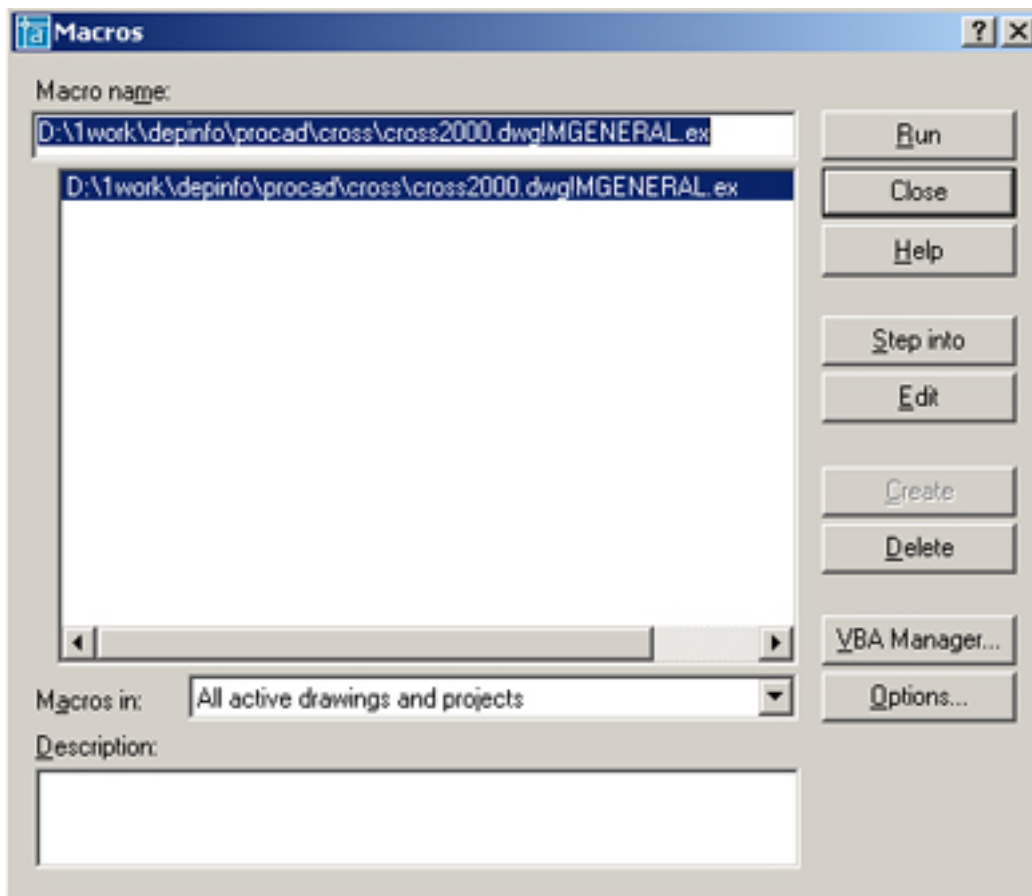 Macros
Macro name:
D:\1work\depinfo\procad\cross\cross2000.dwg!MGENERAL.ex
D:\1work\depinfo\procad\cross\cross2000.dwg!MGENERAL.ex
Run
Close
Help
Step into
Edit
Create
Delete
VBA Manager...
Options...
Macros in:
All active drawings and projects
Description: